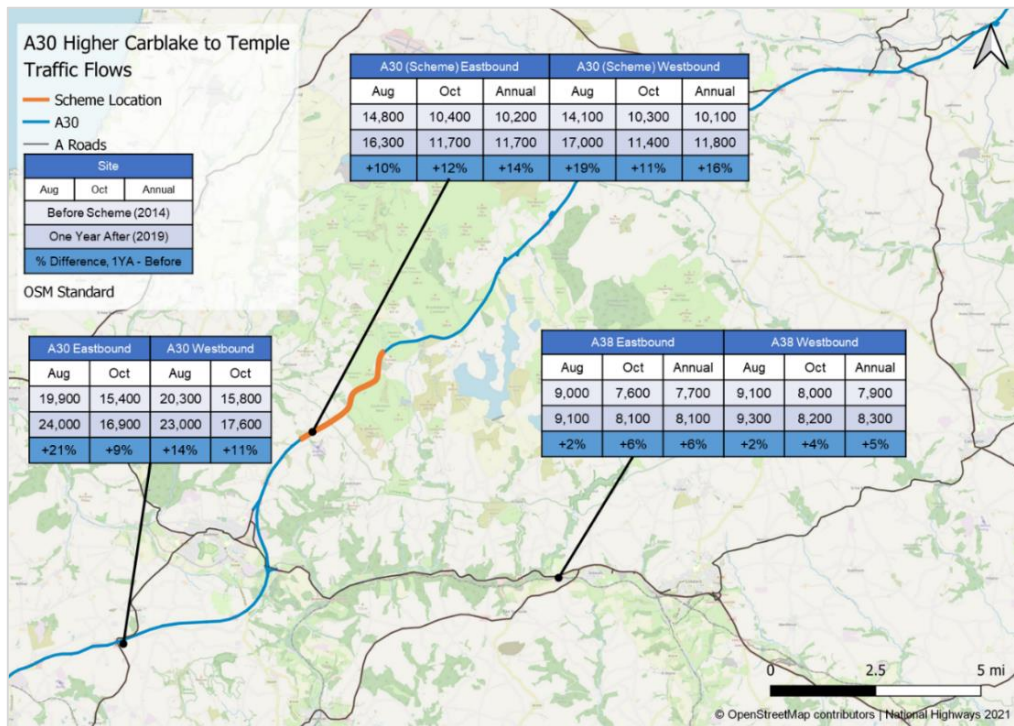 A30 Higher Carblake to Temple
Traffic Flows
Scheme Location
A30
A Roads
Site
Aug Oct Annual
Before Scheme (2014)
One Year After (2019)
% Difference, 1YA - Before
OSM Standard
A30 (Scheme) Eastbound A30 (Scheme) Westbound
Aug Oct Annual Aug Oct Annual
14,800 10,400 10,200 14,100 10,300 10,100
16,300 11,700 11,700 17,000 11,400 11,800
+10% +12% +14% +19% +11% +16%
A30 Eastbound A30 Westbound
Aug Oct Aug Oct
19,900 15,400 20,300 15,800
24,000 16,900 23,000 17,600
+21% +9% +14% +11%
A38 Eastbound A38 Westbound
Aug Oct Annual Aug Oct Annual
9,000 7,600 7,700 9,100 8,000 7,900
9,100 8,100 8,100 9,300 8,200 8,300
+2% +6% +6% +2% +4% +5%
0 2.5 5 mi
© OpenStreetMap contributors | National Highways 2021